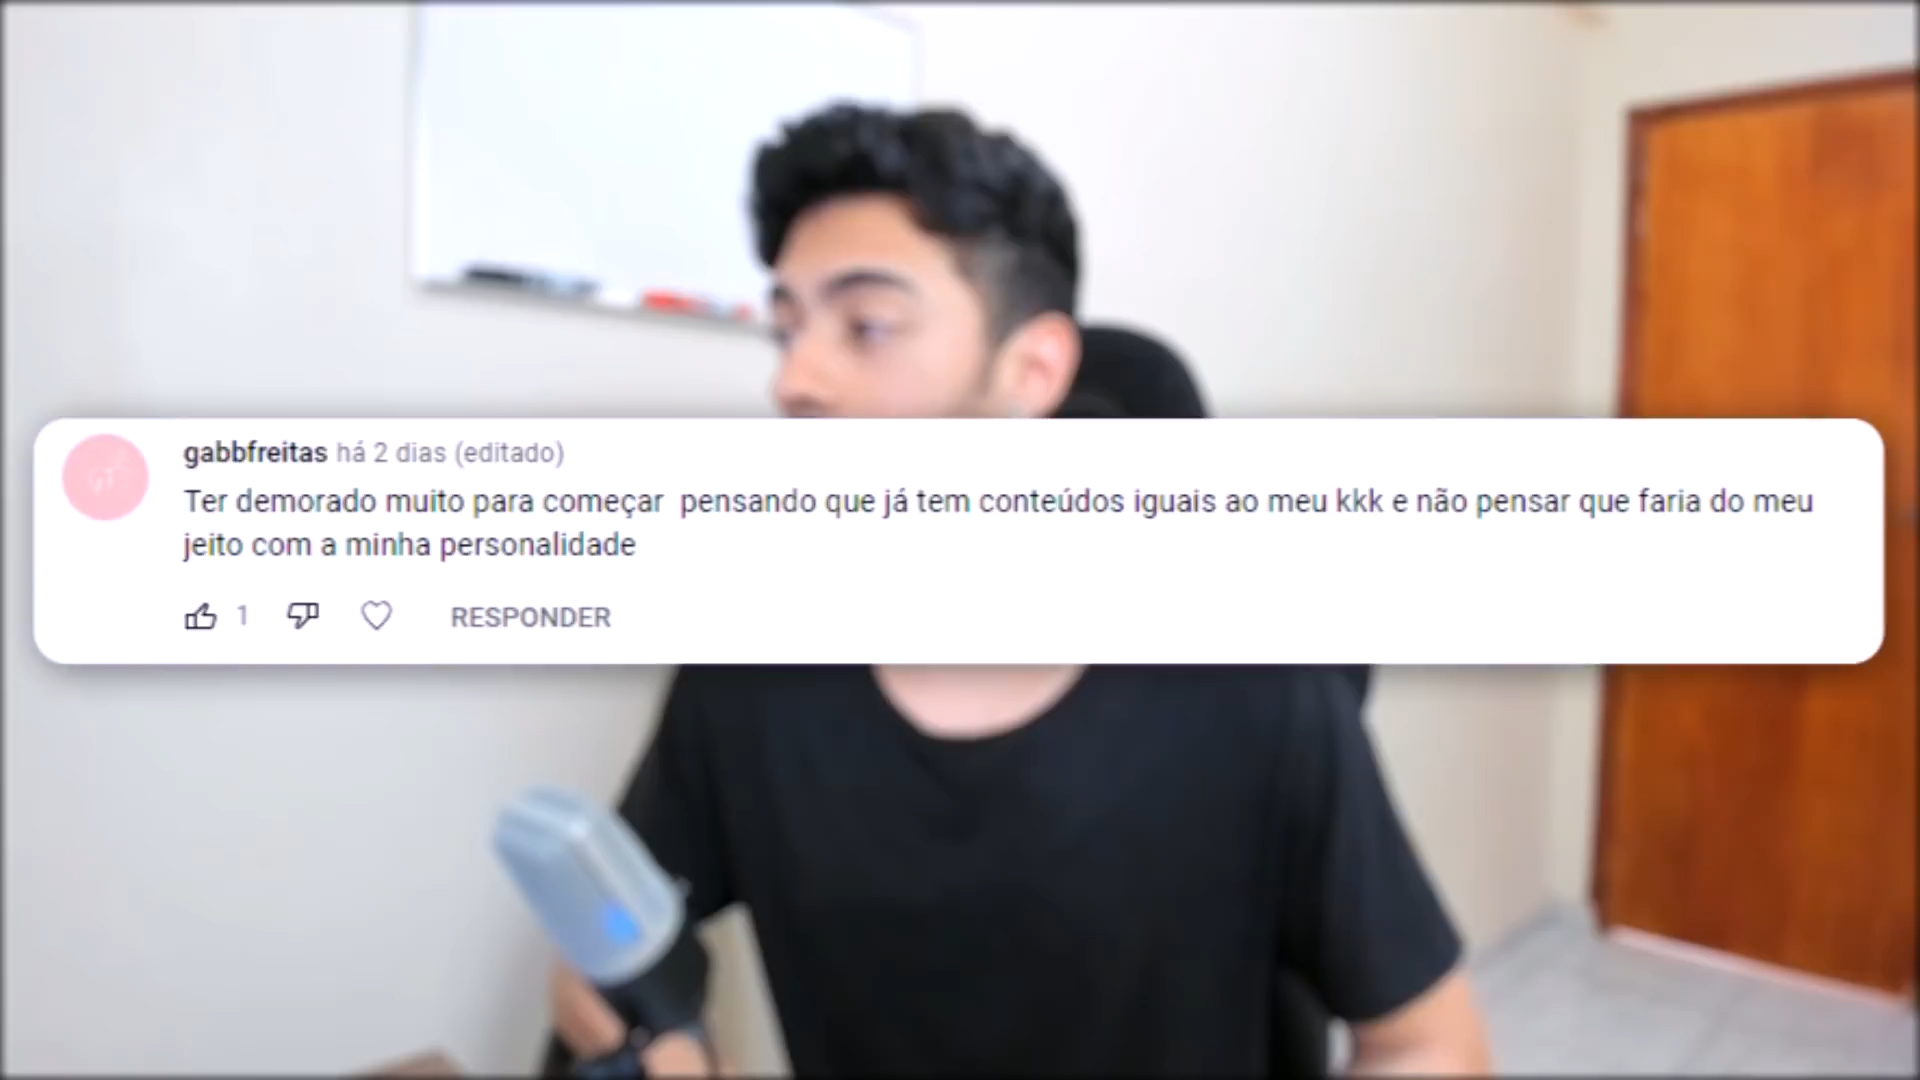 gabbfreitas há 2 dias (editado)
Ter demorado muito para começar  pensando que já tem conteúdos iguais ao meu kkk e não pensar que faria do meu
jeito com a minha personalidade
1 RESPONDER